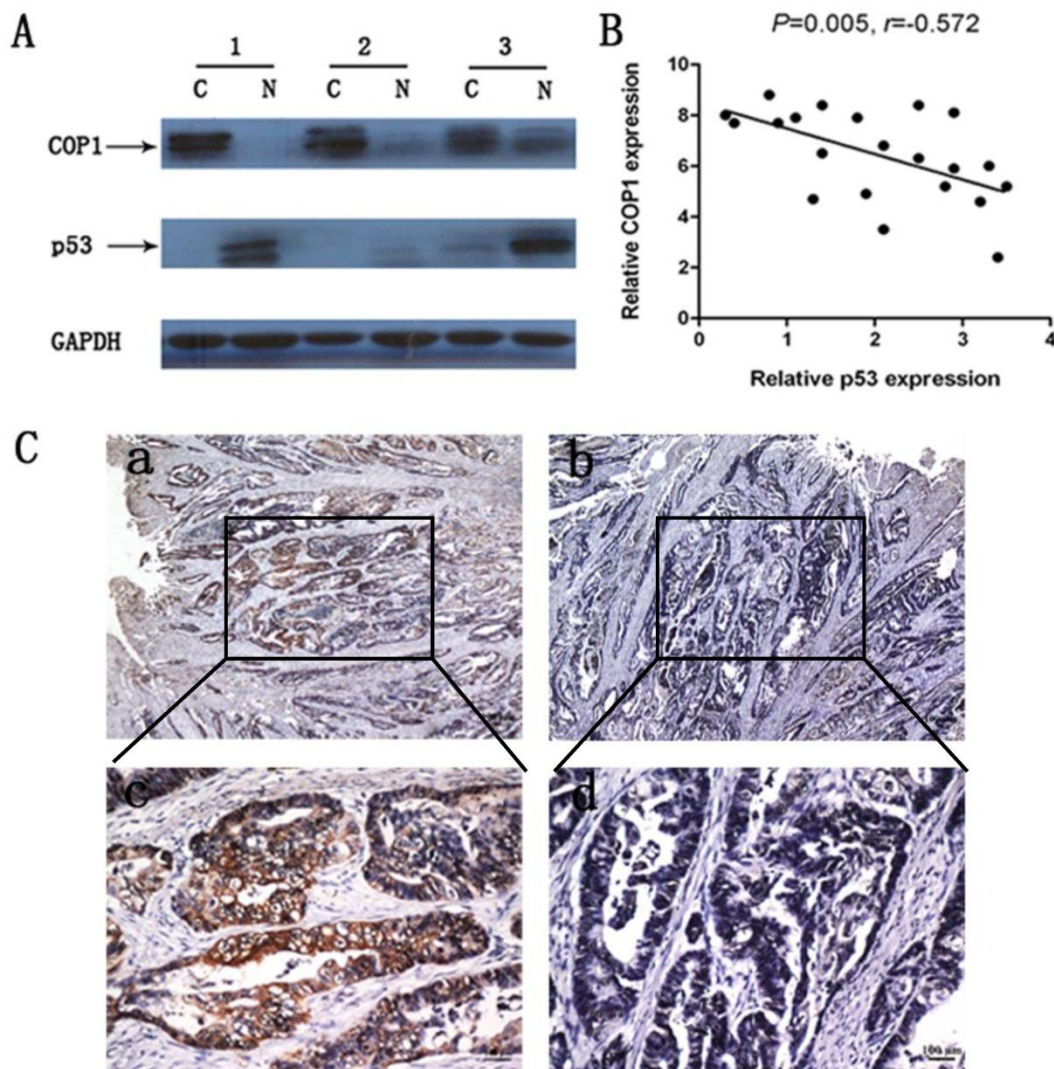 A
1 2 3
C N C N C N
COP1
p53
GAPDH
B
P=0.005, r=-0.572
Relative COP1 expression
10
8
6
4
2
0
0 1 2 3 4
Relative p53 expression
C
a
b
c
d
100 μm